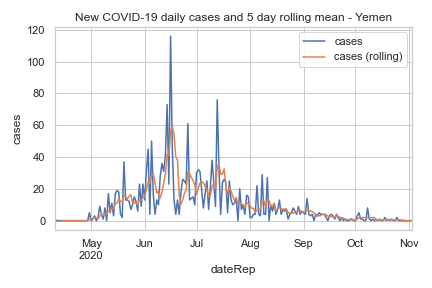 New COVID-19 daily cases and 5 day rolling mean - Yemen
cases
cases (rolling)
120
100
80
60
40
20
0
cases
May Jun Jul Aug Sep Oct Nov
2020
dateRep